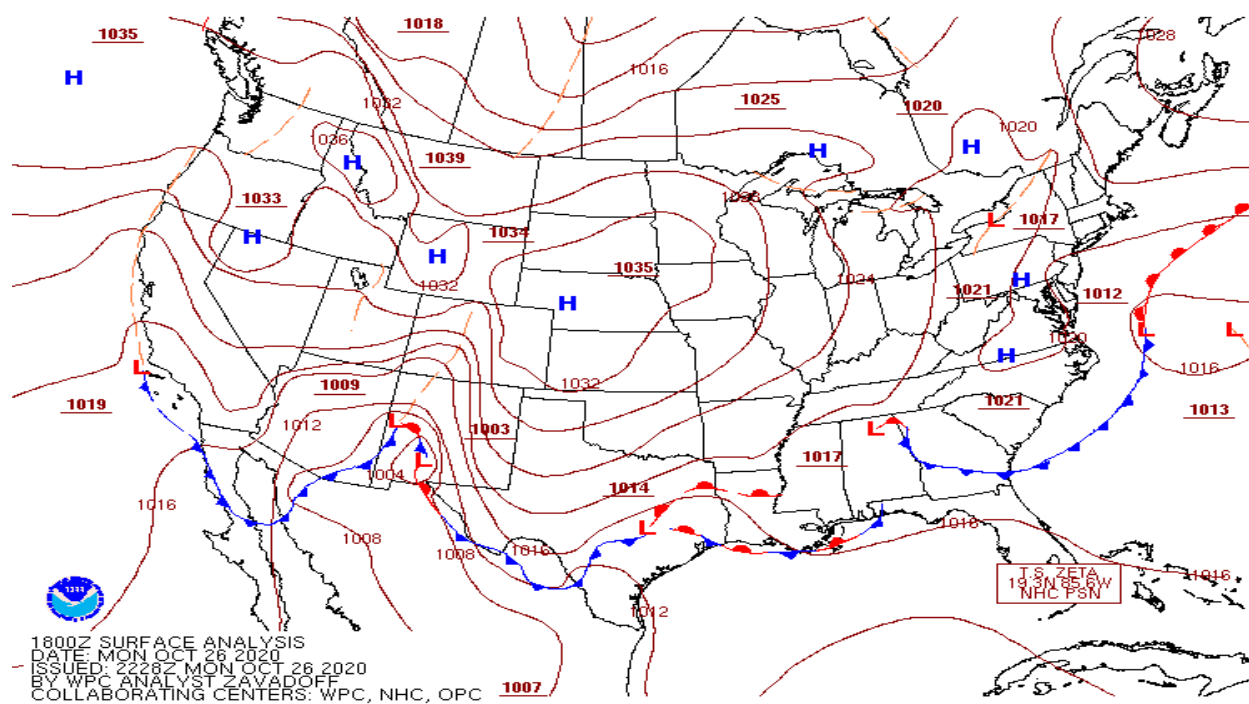 1035
1018
1028
1016
H
1032
1025
1020
1020
1036
H
1039
H
H
1033
1028
L
1017
H
1034
H
1032
1035
1024
1021
H
1012
H
L
L
1020
H
1016
L
1009
1019
1021
1013
1012
L
1003
L
L
1004
1017
1016
1014
L
1018
1008
1008
1016
T.S. ZETA
19.3N 85.6W
NHC PSN
1016
1012
1800Z SURFACE ANALYSIS
DATE: MON OCT 26 2020
ISSUED: 2228Z MON OCT 26 2020
BY WPC ANALYST ZAVADOFF
COLLABORATING CENTERS: WPC, NHC, OPC
1007